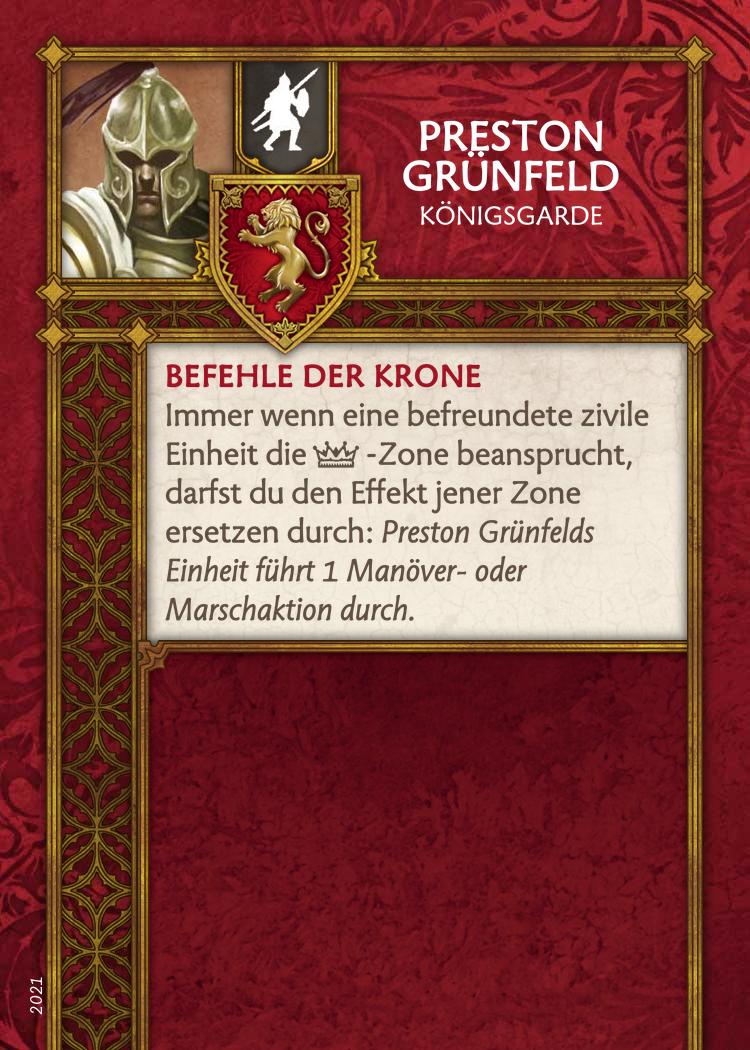 PRESTON
GRÜNFELD
KÖNIGSGARDE
BEFEHLE DER KRONE
Immer wenn eine befreundete zivile
Einheit die -Zone beansprucht,
darfst du den Effekt jener Zone
ersetzen durch: Preston Grünfelds
Einheit führt 1 Manöver- oder
Marschaktion durch.
2021